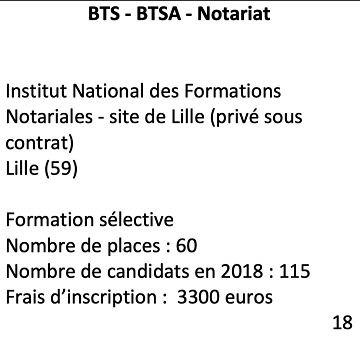 BTS - BTSA - Notariat
Institut National des Formations
Notariales - site de Lille (privé sous
contrat)
Lille (59)
Formation sélective
Nombre de places : 60
Nombre de candidats en 2018 : 115
Frais d’inscription :  3300 euros
18